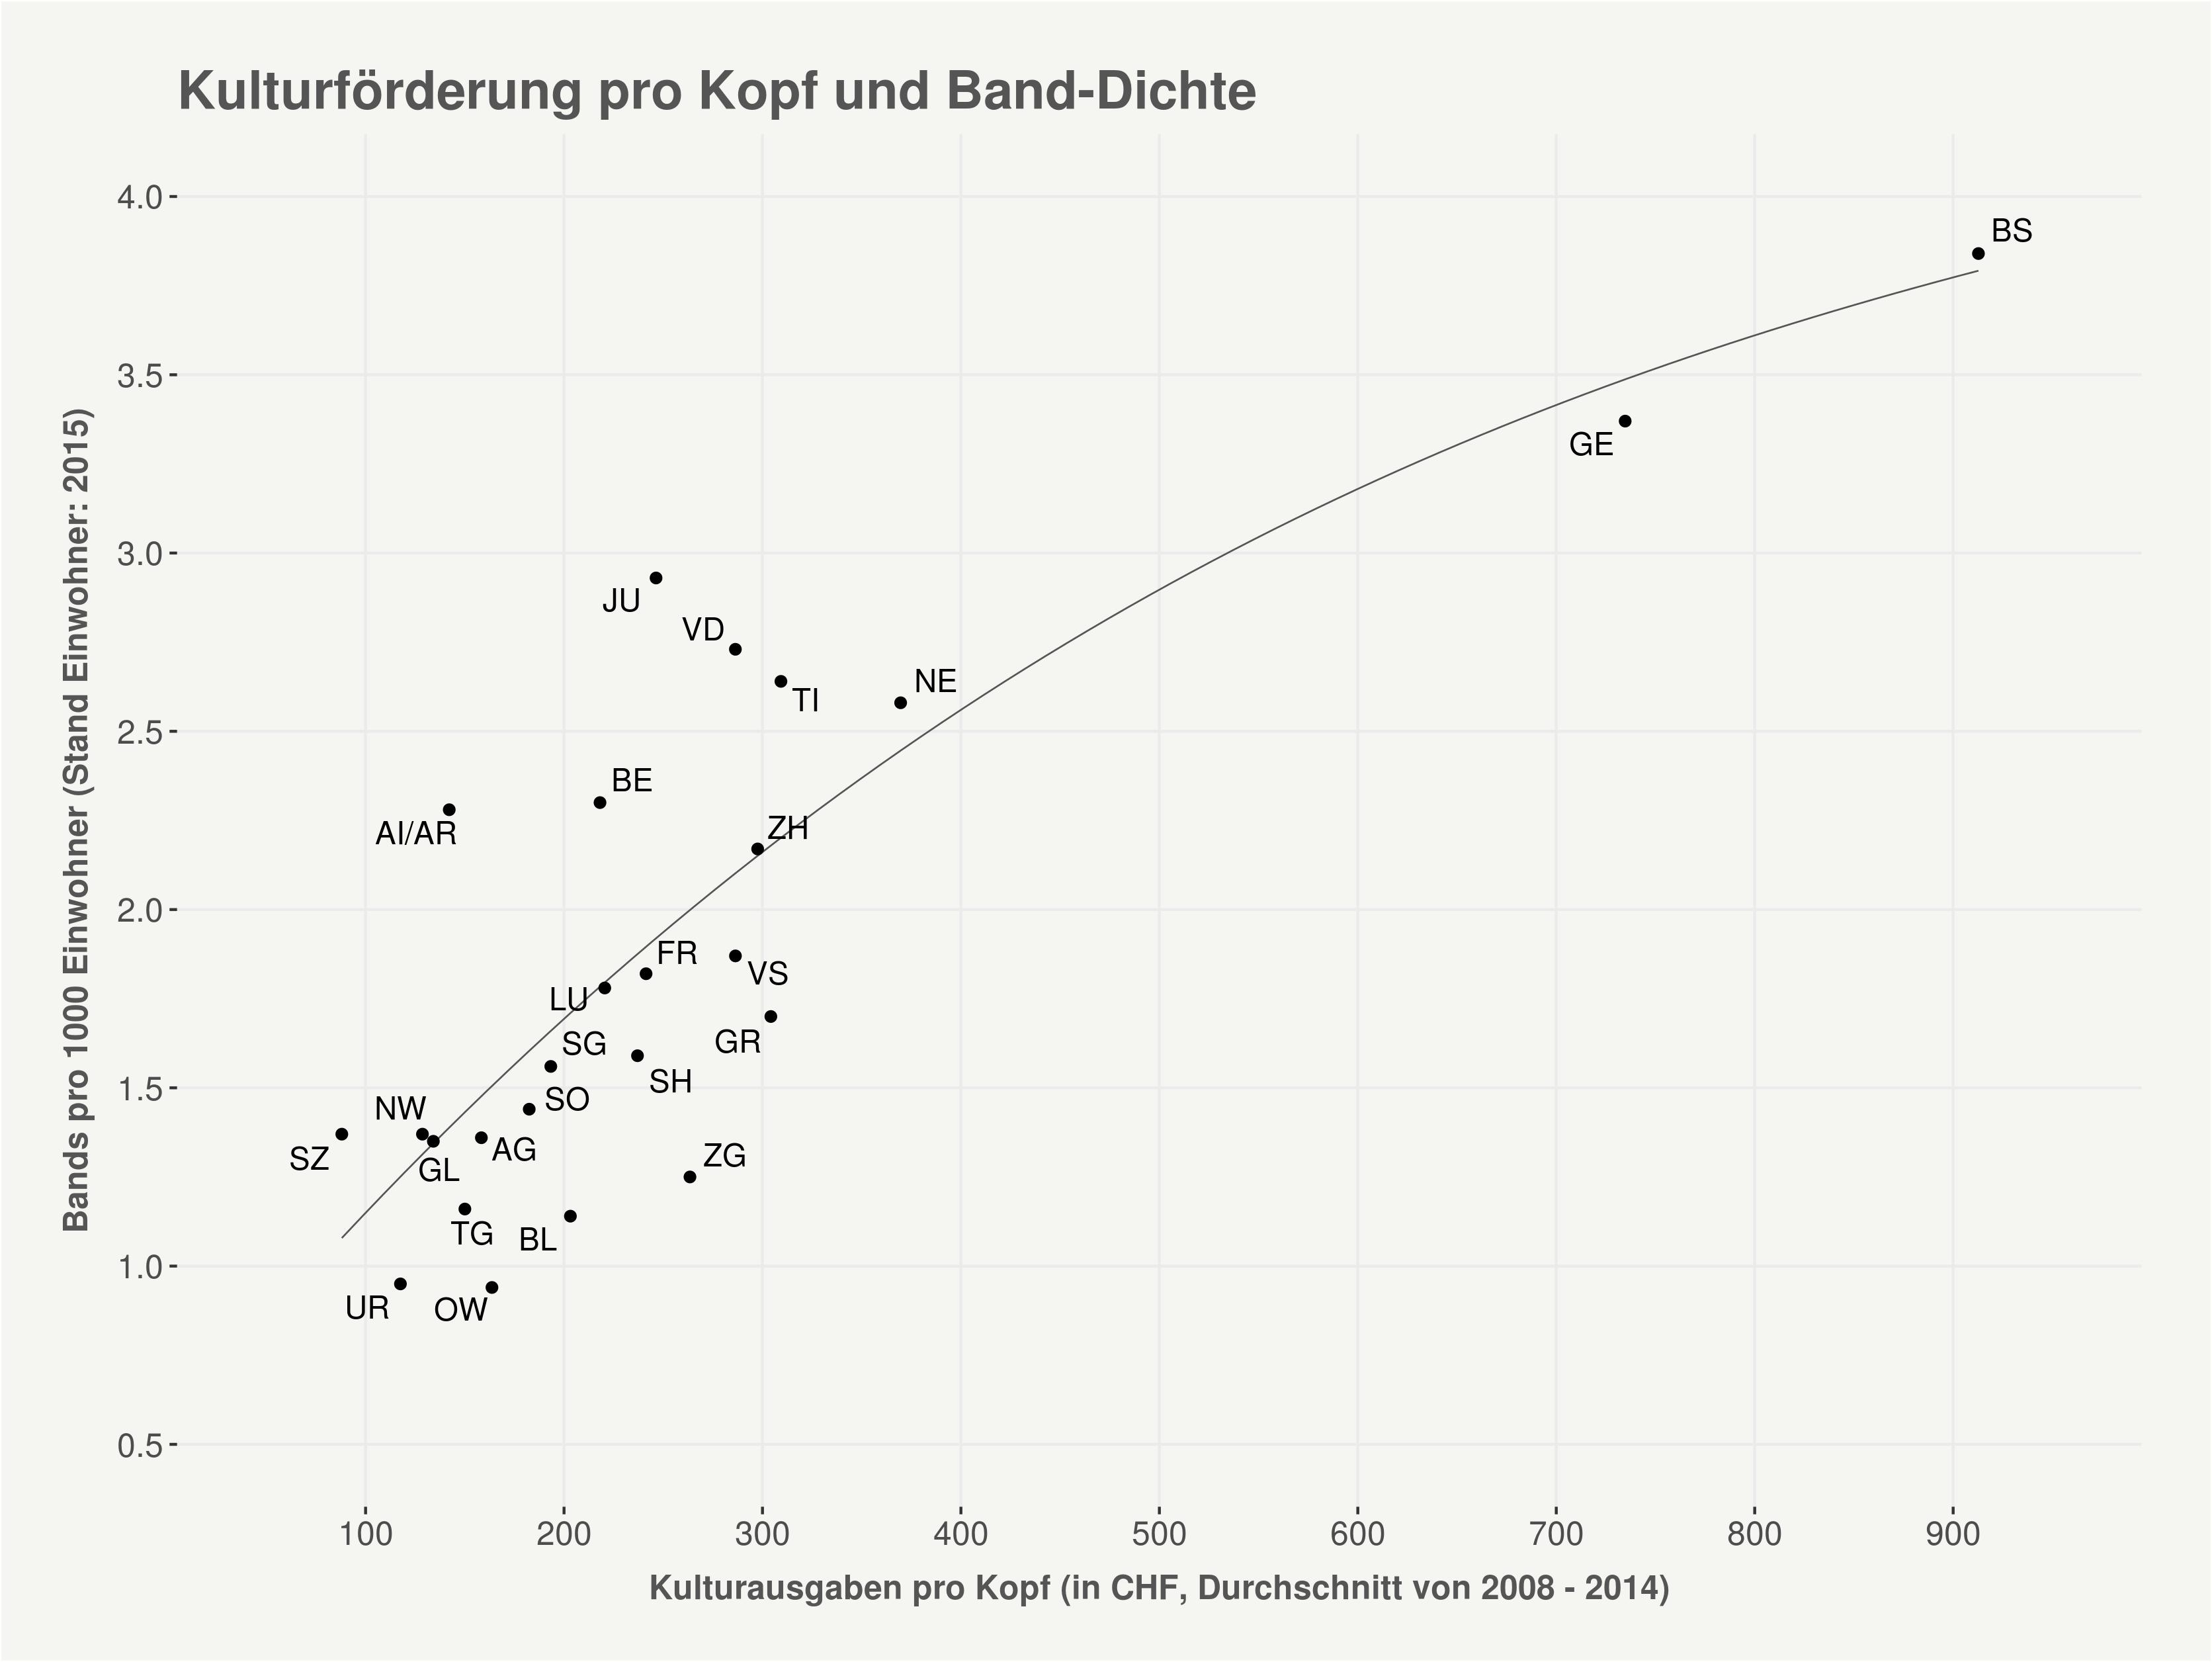 Kulturförderung pro Kopf und Band-Dichte
Bands pro 1000 Einwohner (Stand Einwohner: 2015)
4.0
3.5
3.0
2.5
2.0
1.5
1.0
0.5
BS
GE
JU
VD
NE
TI
BE
ZH
AI/AR
FR
VS
LU
GR
SG
SH
SO
NW
AG
SZ
ZG
GL
TG
BL
UR
OW
100 200 300 400 500 600 700 800 900
Kulturausgaben pro Kopf (in CHF, Durchschnitt von 2008 - 2014)